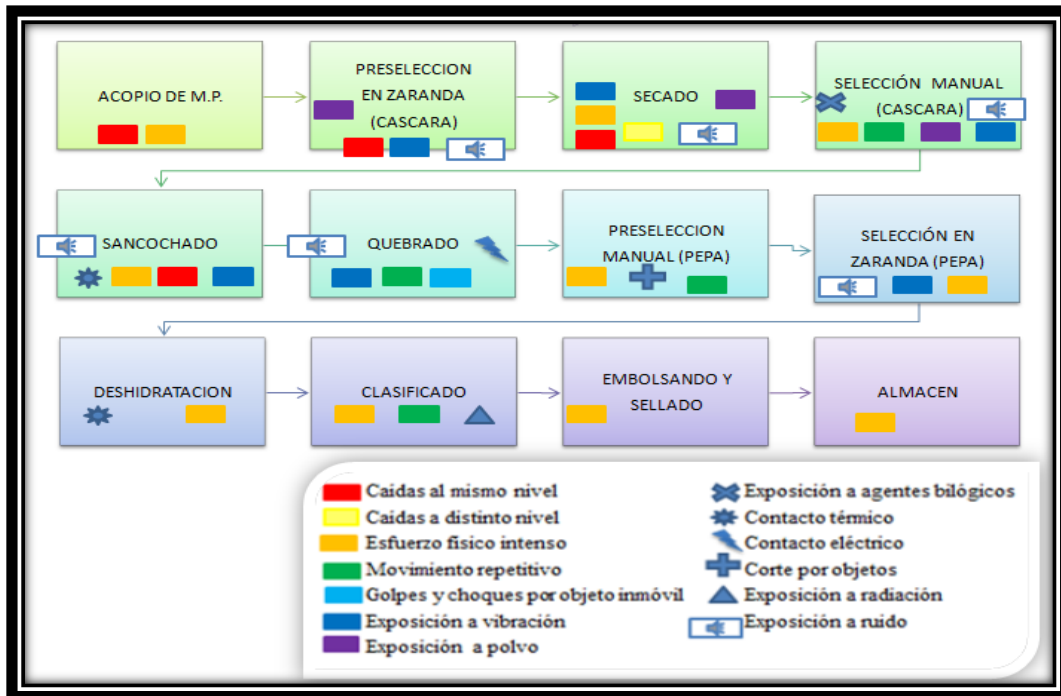 ACOPIO DE M.P.
PRESELECCION
EN ZARANDA
(CASCARA)
SECADO
SELECCIÓN MANUAL
(CASCARA)
SANCOCHADO
QUEBRADO
PRESELECCION
MANUAL (PEPA)
SELECCIÓN EN
ZARANDA (PEPA)
DESHIDRATACION
CLASIFICADO
EMBOLSANDO Y
SELLADO
ALMACEN
Caídas al mismo nivel
Caídas a distinto nivel
Esfuerzo físico intenso
Movimiento repetitivo
Golpes y choques por objeto inmóvil
Exposición a vibración
Exposición a polvo
Exposición a agentes bilógicos
Contacto térmico
Contacto eléctrico
Corte por objetos
Exposición a radiación
Exposición a ruido